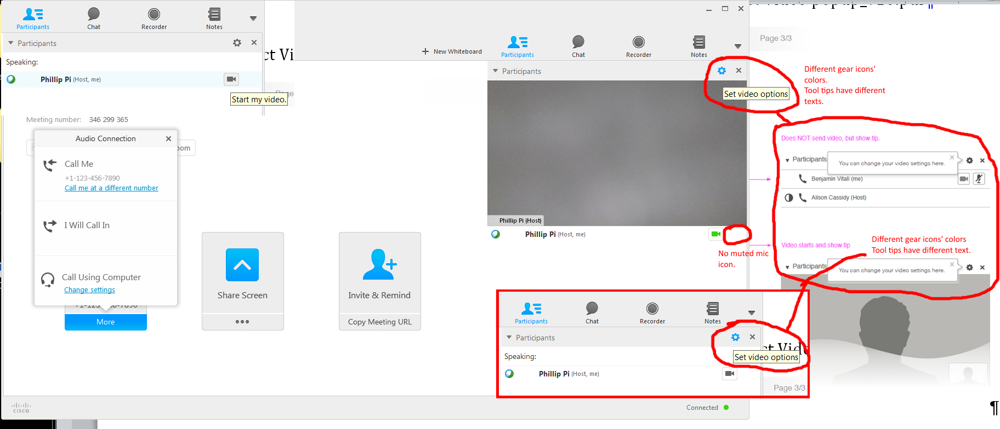 Participants
Chat
Recorder
Notes
Participants
Speaking:
Phillip Pi (Host, me)
Start my video.
ct Vi
Page
Meeting number: 346 299 365
Audio Connection
oom
Call Me
+1-123-456-7890
Call me at a different number
I Will Call In
Call Using Computer
Change settings
More
Share Screen
Invite & Remind
Copy Meeting URL
CISCO
New Whiteboard
Participants
Chat
Recorder
Notes
Participants
Set video options
Phillip Pi (Host)
Phillip Pi (Host, me)
No muted mic
icon.
Participants
Chat
Recorder
Notes
Participants
Speaking:
Set video options
ct Vide
Phillip Pi (Host, me)
Page 3/3
Connected
Page 3/3
Different gear icons'
colors.
Tool tips have different
texts.
Does NOT send video, but show tip.
Participants
You can change your video settings here.
Benjamin Vitali (me)
Alison Cassidy (Host)
Different gear icons' colors
Tool tips have different text.
Video starts and show tip
Participants
You can change your video settings here.
¶